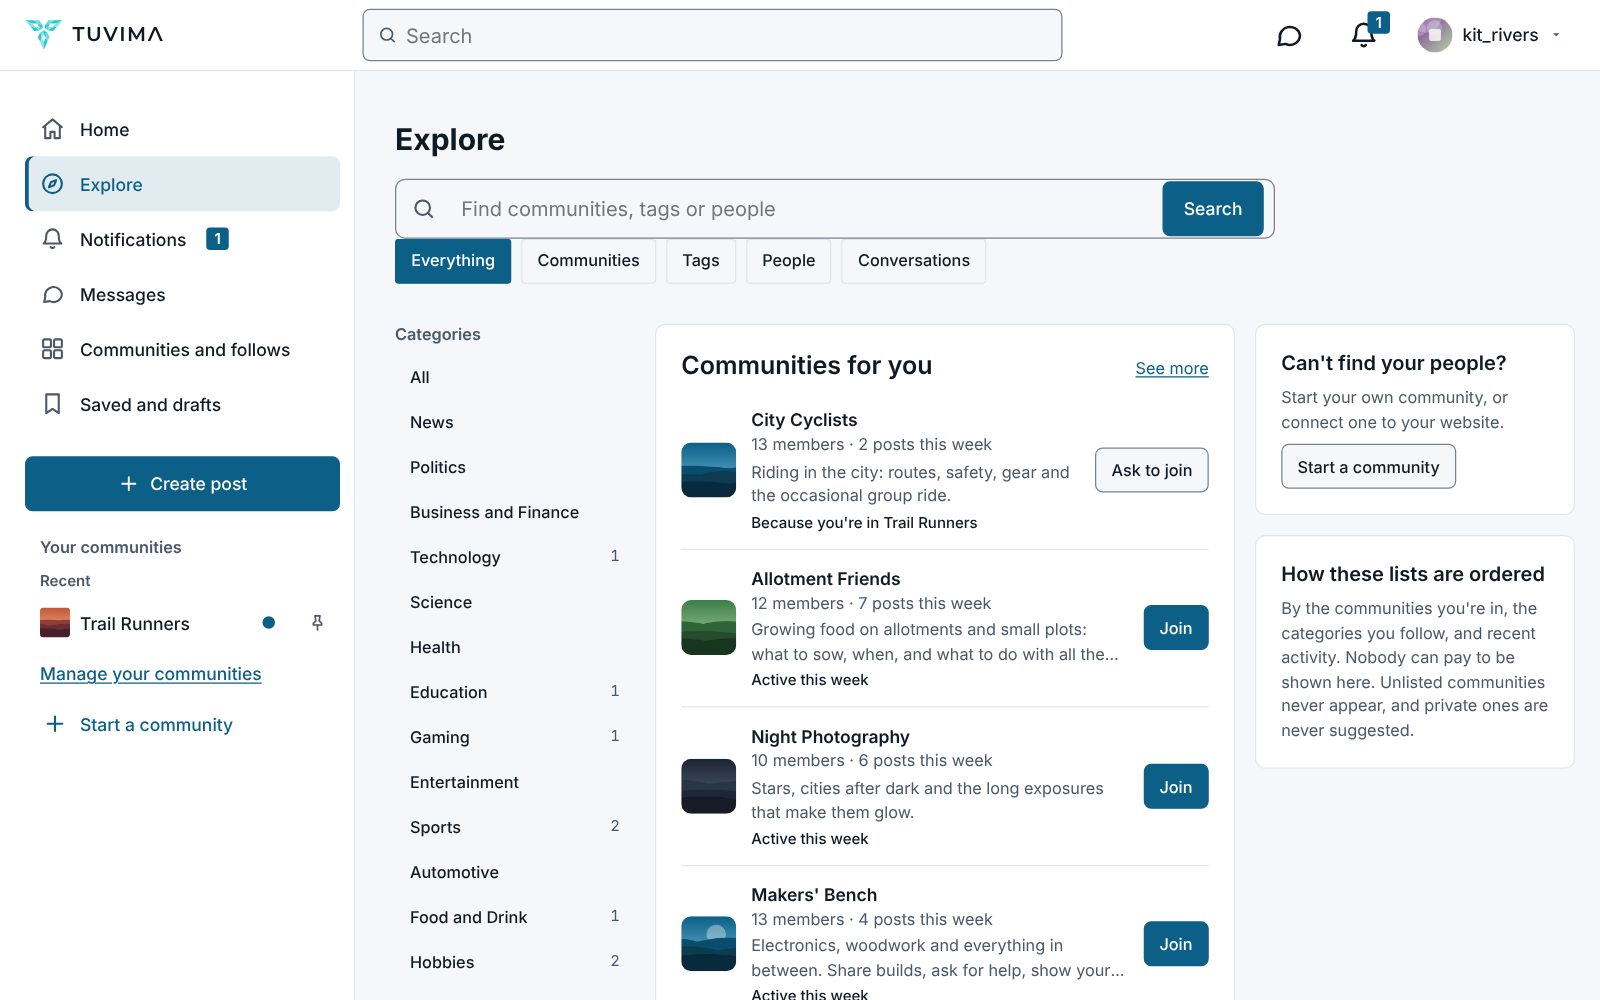 TUVIMA
Search
1
kit_rivers
Home
Explore
Notifications 1
Messages
Communities and follows
Saved and drafts
Create post
Your communities
Recent
Trail Runners
Manage your communities
Start a community
Explore
Find communities, tags or people
Search
Everything
Communities
Tags
People
Conversations
Categories
All
News
Politics
Business and Finance
Technology 1
Science
Health
Education 1
Gaming 1
Entertainment
Sports 2
Automotive
Food and Drink 1
Hobbies 2
Communities for you
See more
City Cyclists
13 members · 2 posts this week
Riding in the city: routes, safety, gear and
the occasional group ride.
Because you're in Trail Runners
Ask to join
Allotment Friends
12 members · 7 posts this week
Growing food on allotments and small plots:
what to sow, when, and what to do with all the...
Active this week
Join
Night Photography
10 members · 6 posts this week
Stars, cities after dark and the long exposures
that make them glow.
Active this week
Join
Makers' Bench
13 members · 4 posts this week
Electronics, woodwork and everything in
between. Share builds, ask for help, show your...
Active this week
Join
Can't find your people?
Start your own community, or
connect one to your website.
Start a community
How these lists are ordered
By the communities you're in, the
categories you follow, and recent
activity. Nobody can pay to be
shown here. Unlisted communities
never appear, and private ones are
never suggested.